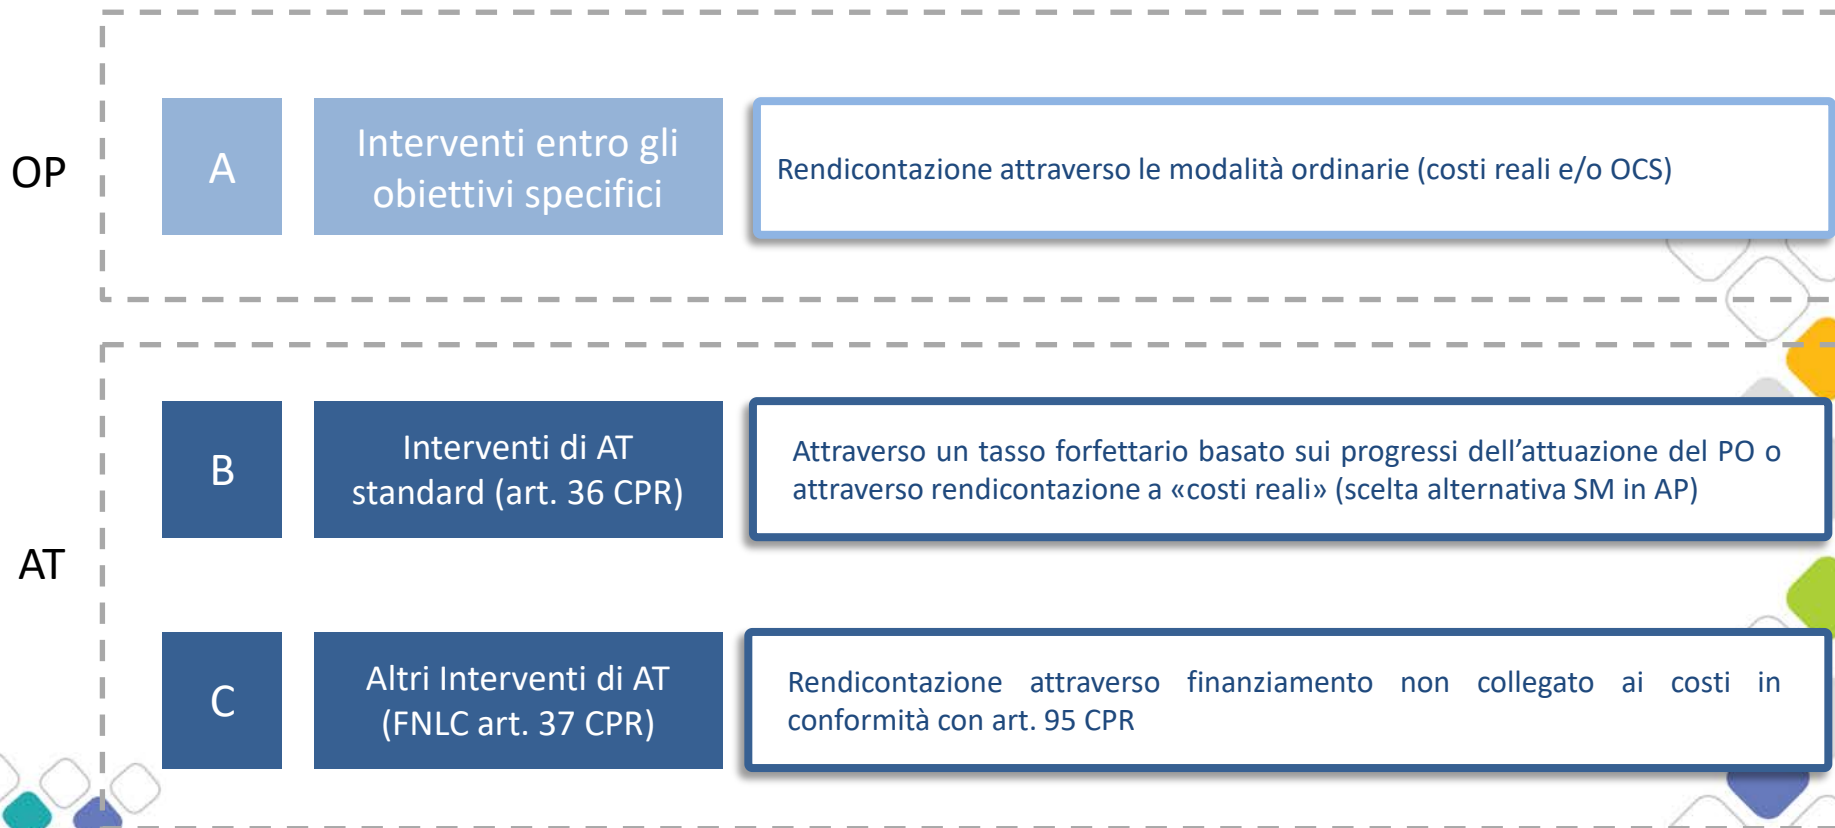 OP
A
Interventi entro gli
obiettivi specifici
Rendicontazione attraverso le modalità ordinarie (costi reali e/o OCS)
AT
B
Interventi di AT
standard (art. 36 CPR)
Attraverso un tasso forfettario basato sui progressi dell’attuazione del PO o
attraverso rendicontazione a «costi reali» (scelta alternativa SM in AP)
C
Altri Interventi di AT
(FNLC art. 37 CPR)
Rendicontazione attraverso finanziamento non collegato ai costi in
conformità con art. 95 CPR